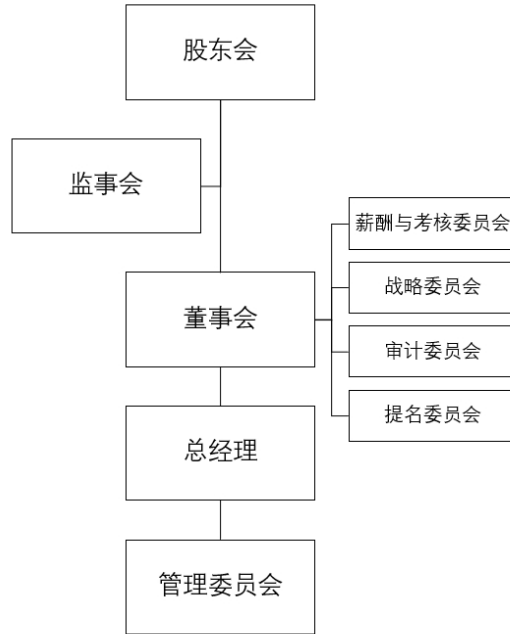 股东会
监事会
薪酬与考核委员会
战略委员会
董事会
审计委员会
提名委员会
总经理
管理委员会